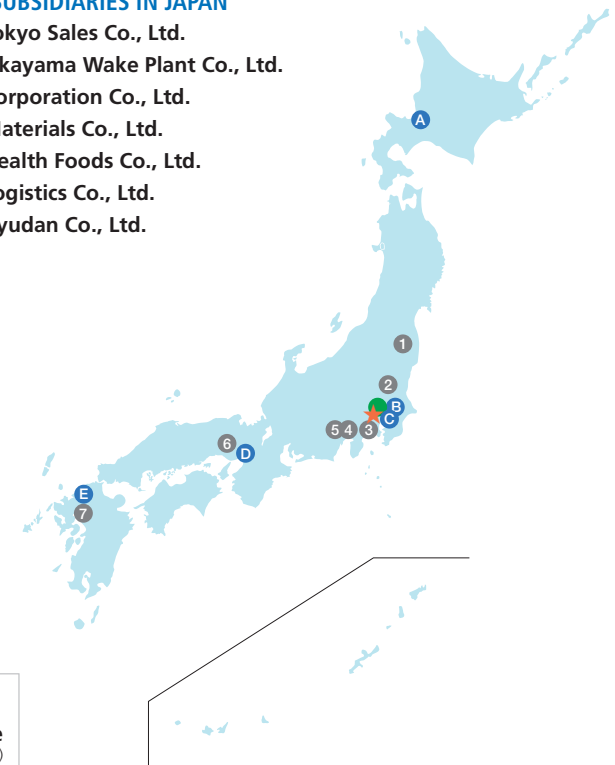 SUBSIDIARIES IN JAPAN
okyo Sales Co., Ltd.
kayama Wake Plant Co., Ltd.
orporation Co., Ltd.
aterials Co., Ltd.
ealth Foods Co., Ltd.
ogistics Co., Ltd.
yudan Co., Ltd.
A
1
2
B
C
5 4 3
6
D
E
7
e
)